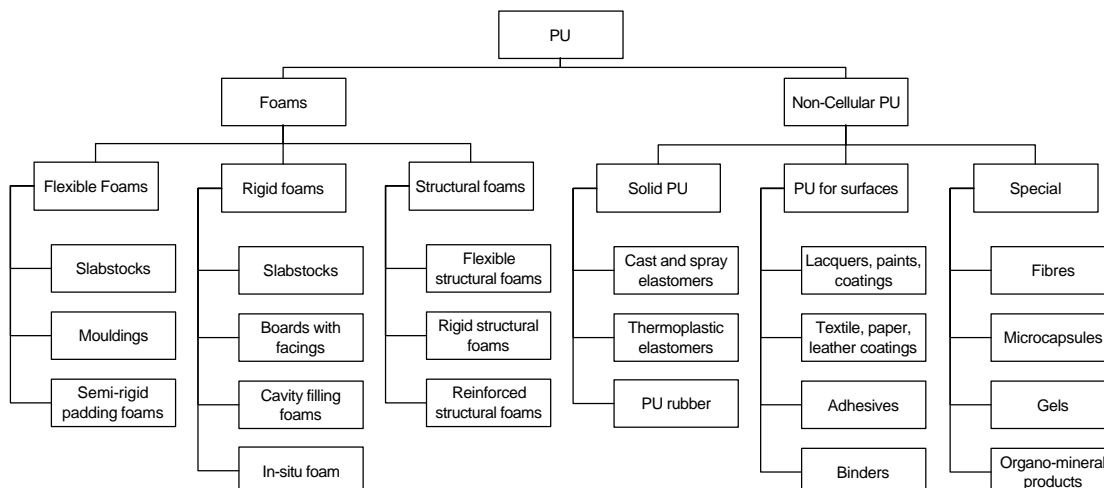 PU
Foams
Non-Cellular PU
Flexible Foams
Rigid foams
Structural foams
Solid PU
PU for surfaces
Special
Slabstocks
Mouldings
Semi-rigid
padding foams
Slabstocks
Boards with
facings
Cavity filling
foams
In-situ foam
Flexible
structural foams
Rigid structural
foams
Reinforced
structural foams
Cast and spray
elastomers
Thermoplastic
elastomers
PU rubber
Lacquers, paints,
coatings
Textile, paper,
leather coatings
Adhesives
Binders
Fibres
Microcapsules
Gels
Organo-mineral
products